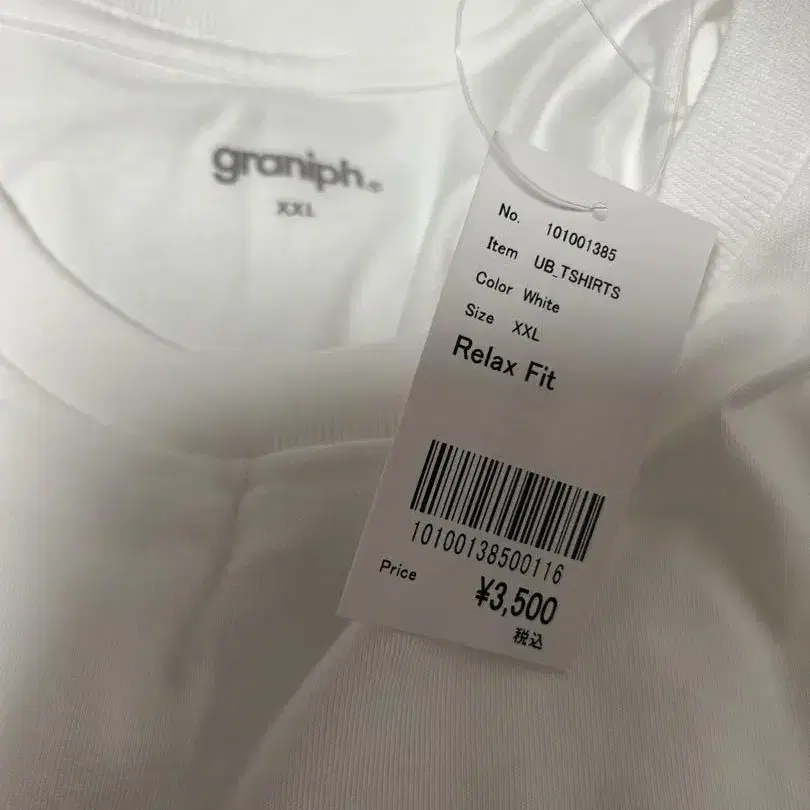 graniph®
XXL
No. 101001385
Item UB_TSHIRTS
Color White
Size XXL
Relax Fit
10100138500116
Price ¥3,500
税込